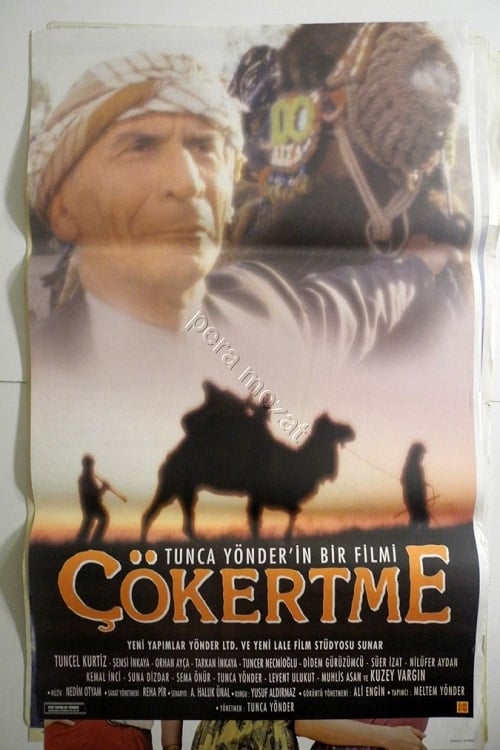 pera mezat
TUNCA YÖNDER'İN BİR FİLMİ
ÇÖKERTME
YENİ YAPIMLAR YÖNDER LTD. VE YENİ LALE FİLM STÜDYOSU SUNAR
TUNCEL KURTİZ - ŞEMSİ İNKAYA - ORHAN AYÇA - TARKAN İNKAYA - TUNCER NECMİOĞLU - DİDEM GÜRÜZÜMCÜ - SÜER İZAT - NİLÜFER AYDAN
KEMAL İNCİ - SUNA DİZDAR - SEMA ÖNÜR - TUNCA YÖNDER - LEVENT ULUKUT - MUHLİS ASAN ve KUZEY VARGIN
• MÜZİK: NEDİM OTYAM • SANAT YÖNETMENİ: REHA PİR • SENARYO: A. HALUK ÜNAL • KURGU: YUSUF ALDIRMAZ • GÖRÜNTÜ YÖNETMENİ: ALİ ENGİN • YAPIMCI: MELTEM YÖNDER
• YÖNETMEN: TUNCA YÖNDER